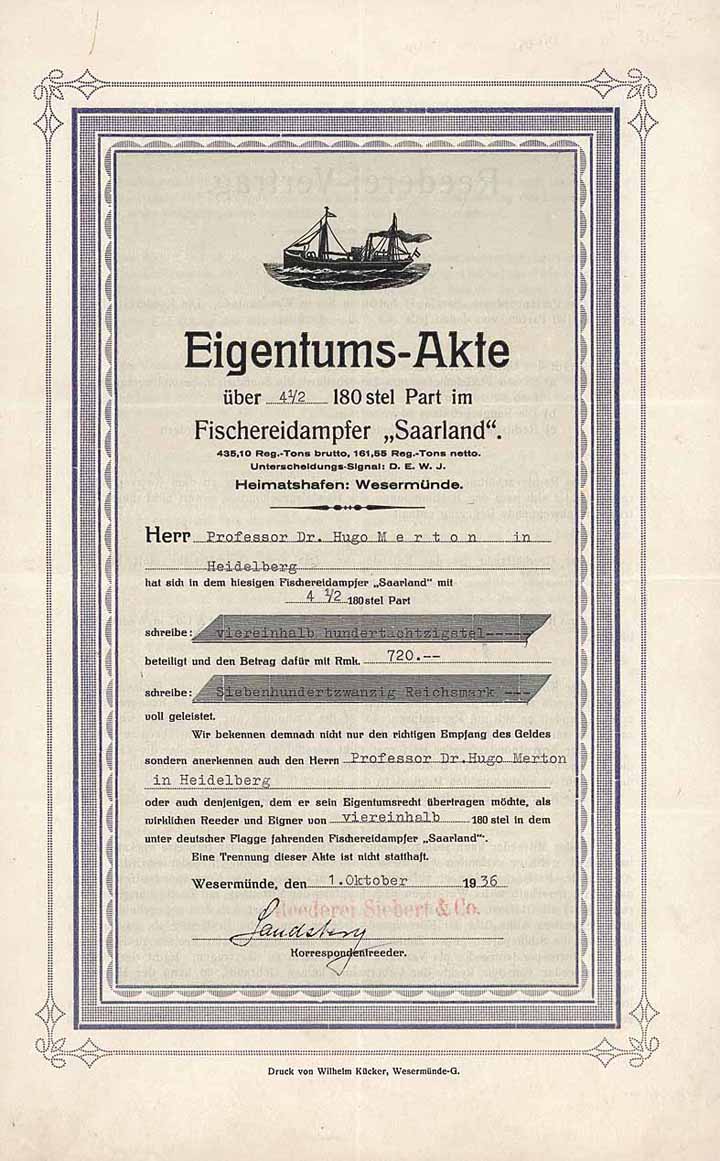 Eigentums-Akte
über 4½ 180 stel Part im
Fischereidampfer „Saarland“.
435,10 Reg.-Tons brutto, 161,55 Reg.-Tons netto.
Unterscheidungs-Signal: D. E. W. J.
Heimatshafen: Wesermünde.
Herr Professor Dr. Hugo M e r t o n in
Heidelberg
hat sich in dem hiesigen Fischereidampfer „Saarland“ mit
4 ½ 180 stel Part
schreibe: viereinhalb hundertachtzigstel-----
beteiligt und den Betrag dafür mit Rmk. 720.--
schreibe: Siebenhundertzwanzig Reichsmark ---
voll geleistet.
Wir bekennen demnach nicht nur den richtigen Empfang des Geldes
sondern anerkennen auch den Herrn Professor Dr.Hugo Merton
in Heidelberg
oder auch denjenigen, dem er sein Eigentumsrecht übertragen möchte, als
wirklichen Reeder und Eigner von viereinhalb 180 stel in dem
unter deutscher Flagge fahrenden Fischereidampfer „Saarland“.
Eine Trennung dieser Akte ist nicht statthaft.
Wesermünde, den 1.Oktober 1936
Reederei Siebert & Co.
Landsberg
Korrespondentreeder.
Druck von Wilhelm Kücker, Wesermünde-G.